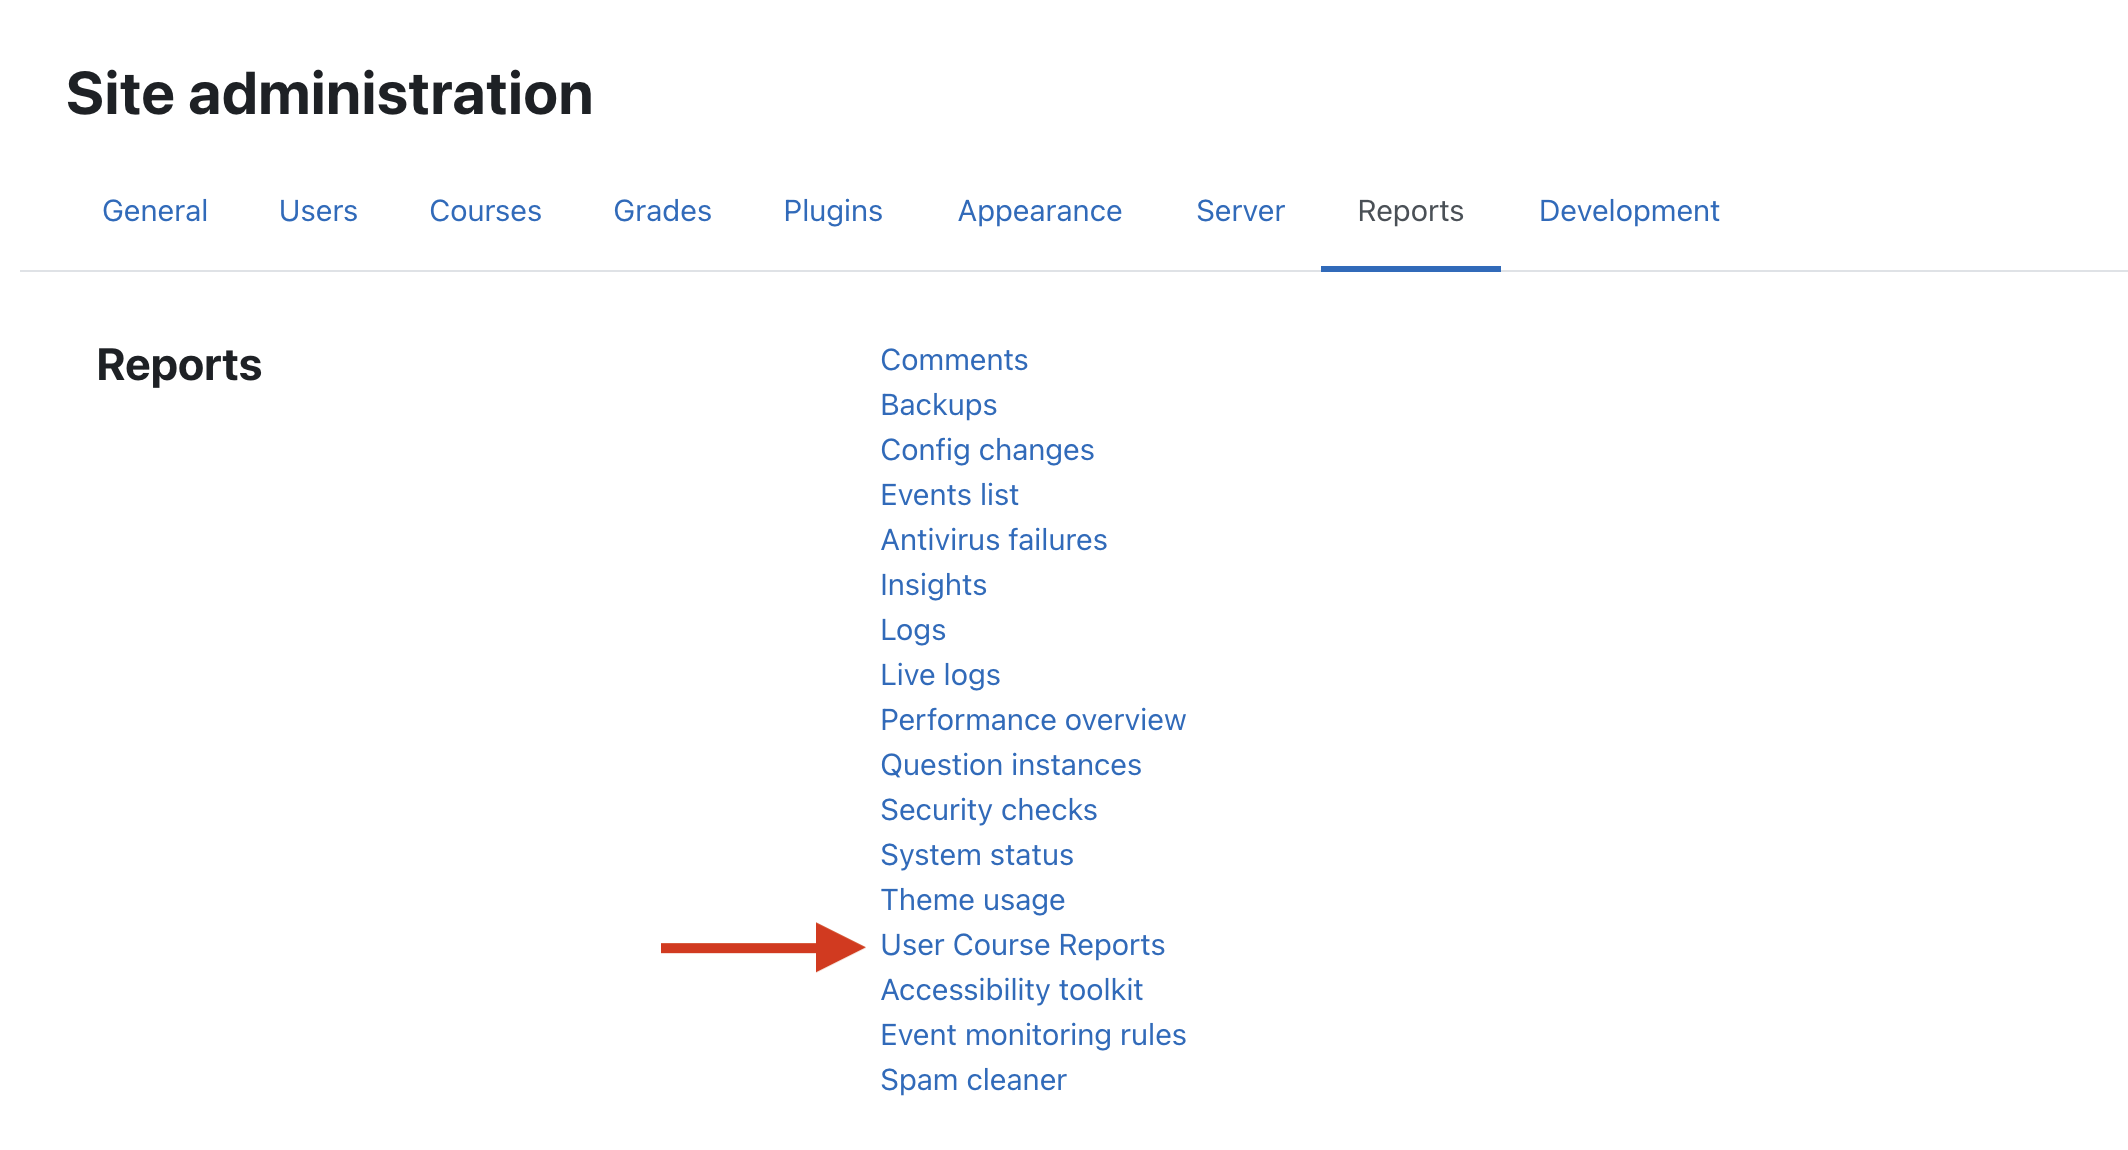 Site administration
General Users Courses Grades Plugins Appearance Server Reports Development
Reports
Comments
Backups
Config changes
Events list
Antivirus failures
Insights
Logs
Live logs
Performance overview
Question instances
Security checks
System status
Theme usage
User Course Reports
Accessibility toolkit
Event monitoring rules
Spam cleaner